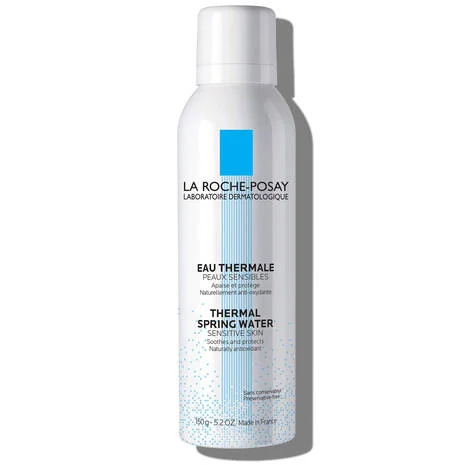 LA ROCHE-POSAY
LABORATOIRE DERMATOLOGIQUE
EAU THERMALE
PEAUX SENSIBLES
Apaise et protège
Naturellement anti-oxydante
THERMAL
SPRING WATER
SENSITIVE SKIN
Soothes and protects
Naturally antioxidant
Sans conservateur
Preservative-free
150g - 5.2 OZ. Made in France